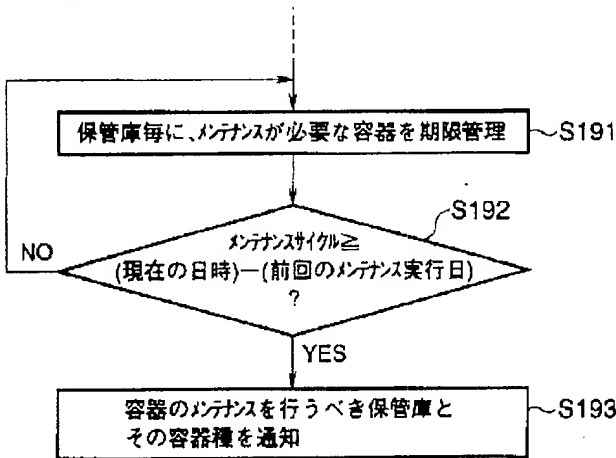 保管庫毎に、メンテナンスが必要な容器を期限管理
S191
S192
メンテナンスサイクル≧
(現在の日時)ー(前回のメンテナンス実行日)
?
NO
YES
容器のメンテナンスを行うべき保管庫と
その容器種を通知
S193